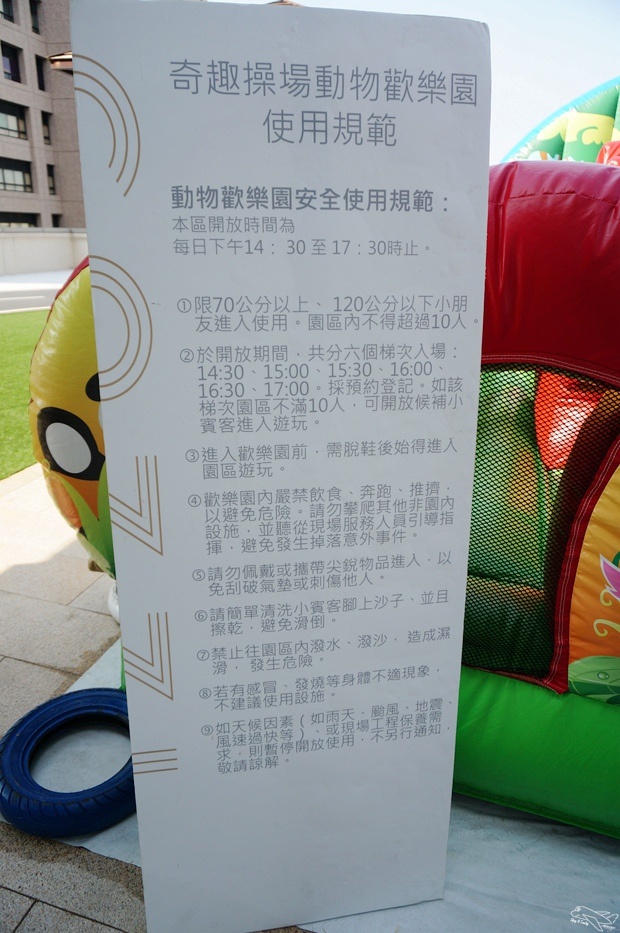 奇趣操場動物歡樂園
使用規範
動物歡樂園安全使用規範：
本區開放時間為
每日下午14：30 至 17：30時止。
①限70公分以上、120公分以下小朋
友進入使用。園區內不得超過10人。
②於開放期間，共分六個梯次入場：
14:30、15:00、15:30、16:00、
16:30、17:00。採預約登記。如該
梯次園區不滿10人，可開放候補小
賓客進入遊玩。
③進入歡樂園前，需脫鞋後始得進入
園區遊玩。
④歡樂園內嚴禁飲食、奔跑、推擠，
以避免危險。請勿攀爬其他非園內
設施，並聽從現場服務人員引導指
揮，避免發生掉落意外事件。
⑤請勿佩戴或攜帶尖銳物品進入，以
免刮破氣墊或刺傷他人。
⑥請簡單清洗小賓客腳上沙子、並且
擦乾，避免滑倒。
⑦禁止往園區內潑水、潑沙，造成濕
滑，發生危險。
⑧若有感冒、發燒等身體不適現象，
不建議使用設施。
⑨如天候因素（如雨天、颱風、地震、
風速過快等）、或現場工程保養需
求，則暫停開放使用，不另行通知，
敬請諒解。